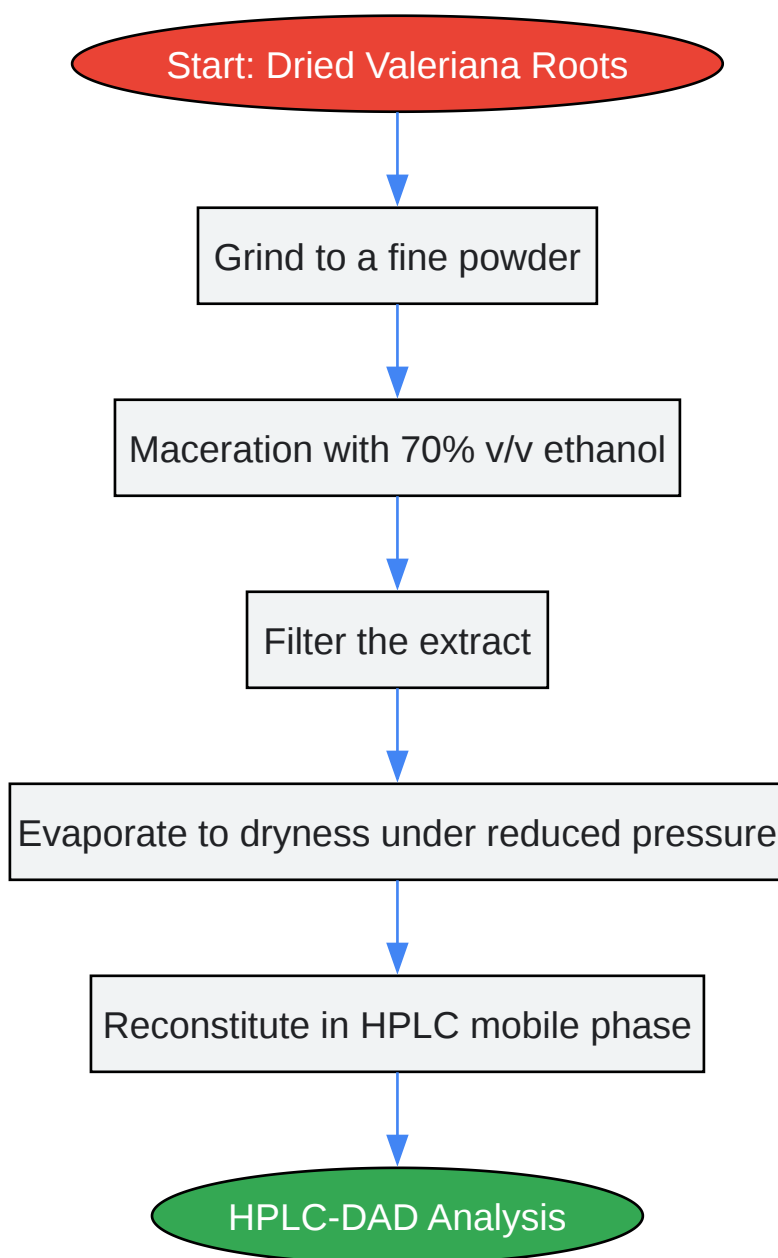 Start: Dried Valeriana Roots
Grind to a fine powder
Maceration with 70% v/v ethanol
Filter the extract
Evaporate to dryness under reduced pressure
Reconstitute in HPLC mobile phase
HPLC-DAD Analysis